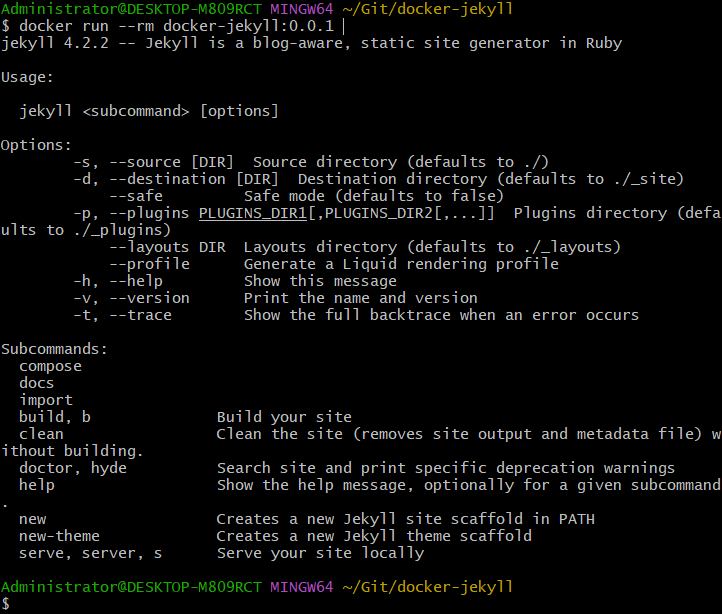 Administrator@DESKTOP-M809RCT MINGW64 ~/Git/docker-jekyll
$ docker run --rm docker-jekyll:0.0.1
jekyll 4.2.2 -- Jekyll is a blog-aware, static site generator in Ruby

Usage:

  jekyll <subcommand> [options]

Options:
        -s, --source [DIR]  Source directory (defaults to ./)
        -d, --destination [DIR]  Destination directory (defaults to ./_site)
            --safe         Safe mode (defaults to false)
        -p, --plugins PLUGINS_DIR1[,PLUGINS_DIR2[,...]]  Plugins directory (defa
ults to ./_plugins)
            --layouts DIR  Layouts directory (defaults to ./_layouts)
            --profile      Generate a Liquid rendering profile
        -h, --help         Show this message
        -v, --version      Print the name and version
        -t, --trace        Show the full backtrace when an error occurs

Subcommands:
  compose
  docs
  import
  build, b              Build your site
  clean                 Clean the site (removes site output and metadata file) w
ithout building.
  doctor, hyde          Search site and print specific deprecation warnings
  help                  Show the help message, optionally for a given subcommand
.
  new                   Creates a new Jekyll site scaffold in PATH
  new-theme             Creates a new Jekyll theme scaffold
  serve, server, s      Serve your site locally

Administrator@DESKTOP-M809RCT MINGW64 ~/Git/docker-jekyll
$